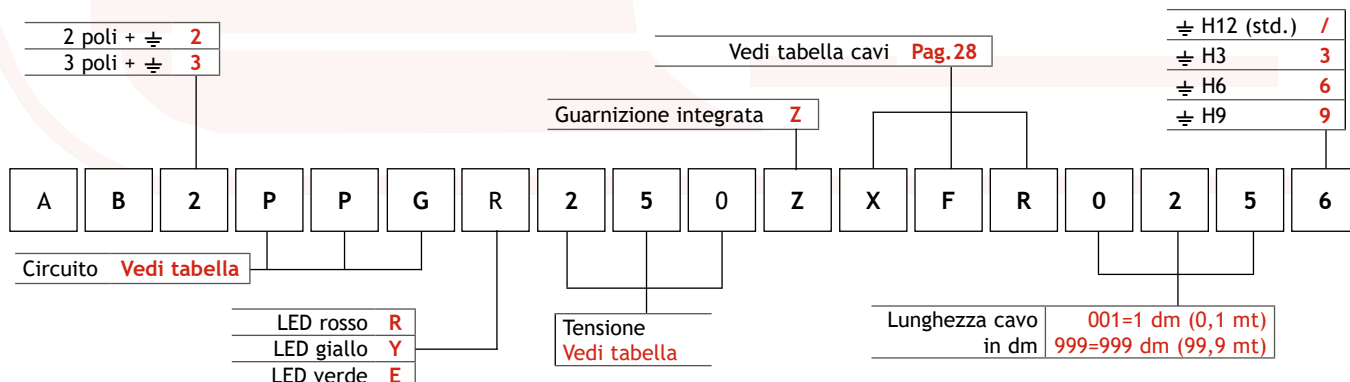 2 poli + ⏚ 2
3 poli + ⏚ 3
Vedi tabella cavi Pag.28
Guarnizione integrata Z
⏚ H12 (std.) /
⏚ H3 3
⏚ H6 6
⏚ H9 9
A B 2 P P G R 2 5 0 Z X F R 0 2 5 6
Circuito Vedi tabella
LED rosso R
LED giallo Y
LED verde E
Tensione
Vedi tabella
Lunghezza cavo 001=1 dm (0,1 mt)
in dm 999=999 dm (99,9 mt)